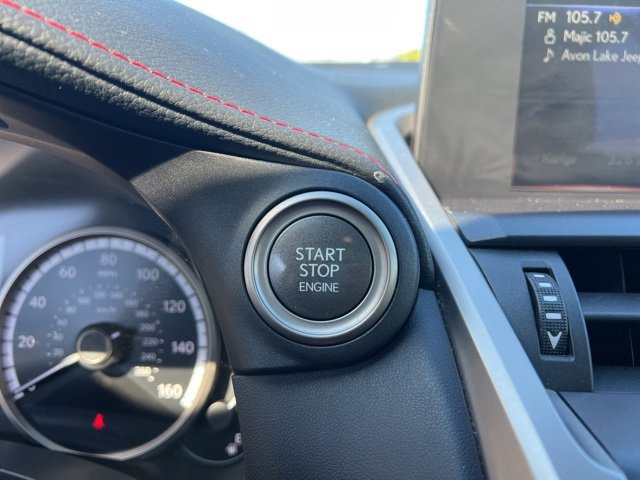 FM 105.7
Majic 105.7
Avon Lake Jeep
START
STOP
ENGINE
MPH
20
40
60
80
100
120
140
160